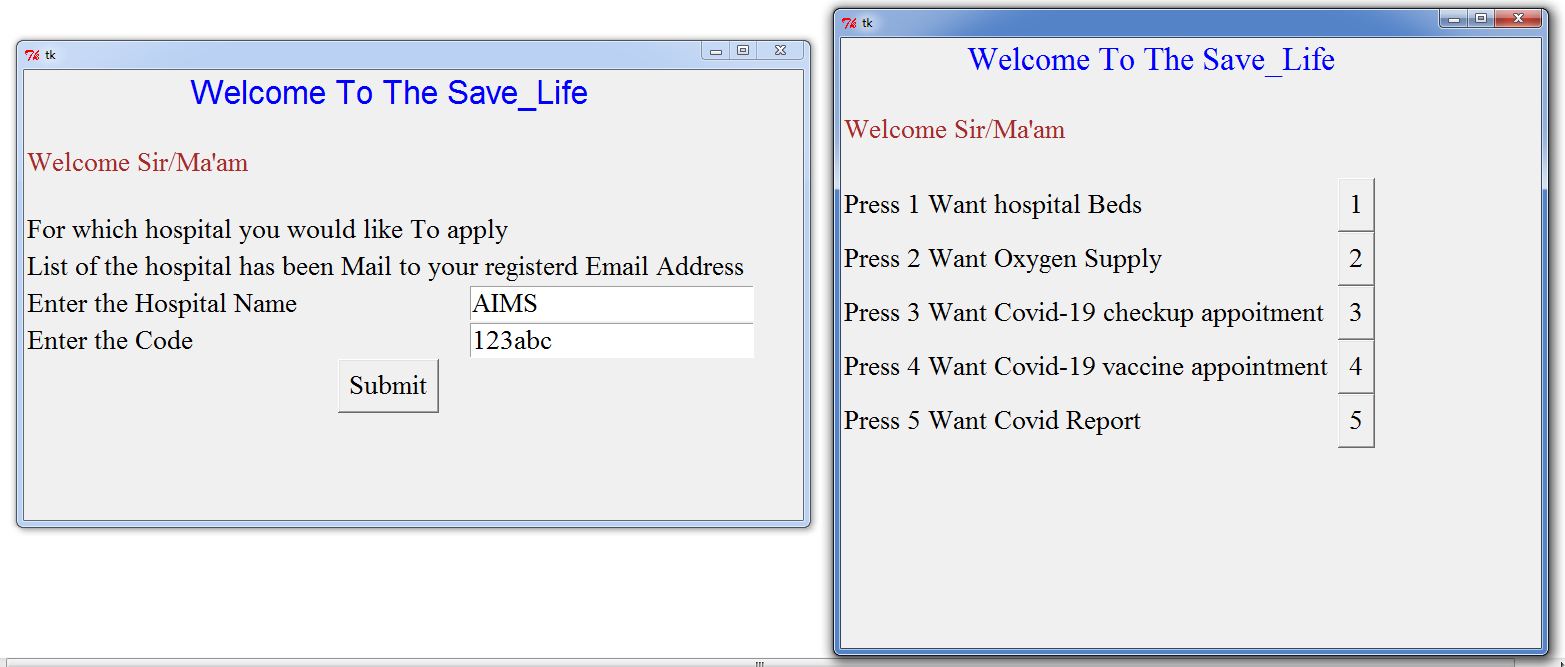 tk
Welcome To The Save_Life
Welcome Sir/Ma'am
For which hospital you would like To apply
List of the hospital has been Mail to your registerd Email Address
Enter the Hospital Name AIMS
Enter the Code 123abc
Submit
tk
Welcome To The Save_Life
Welcome Sir/Ma'am
Press 1 Want hospital Beds 1
Press 2 Want Oxygen Supply 2
Press 3 Want Covid-19 checkup appoitment 3
Press 4 Want Covid-19 vaccine appointment 4
Press 5 Want Covid Report 5